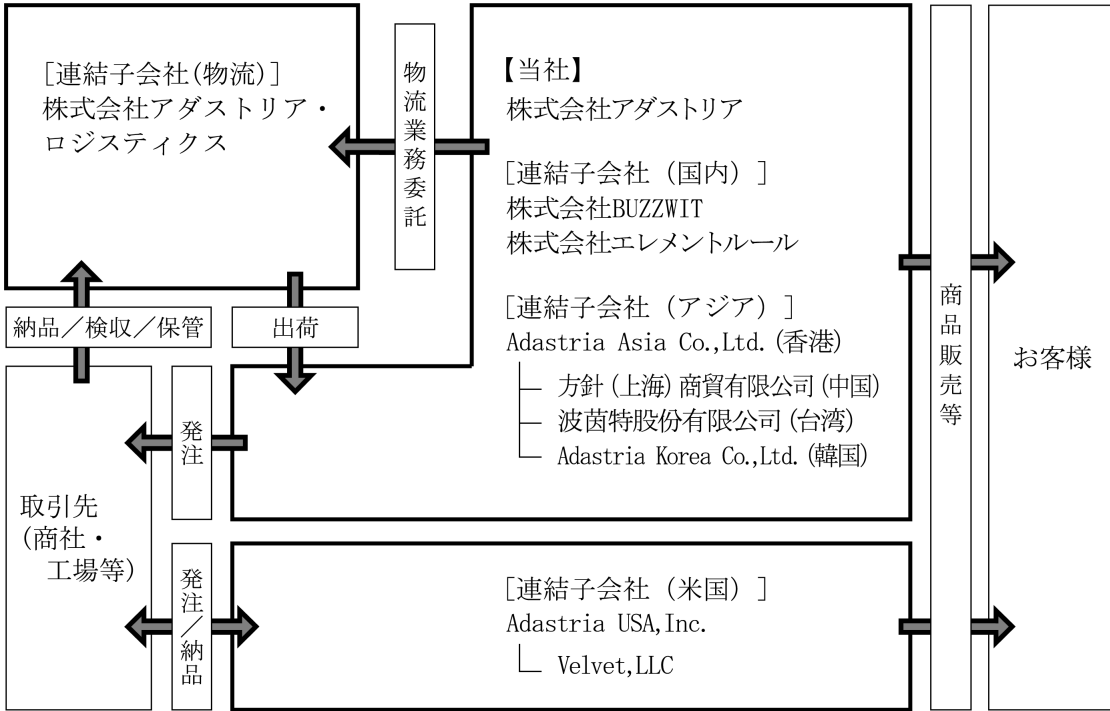 [連結子会社(物流)]
株式会社アダストリア・
ロジスティクス
物流業務委託
【当社】
株式会社アダストリア
[連結子会社(国内)]
株式会社BUZZWIT
株式会社エレメントルール
[連結子会社(アジア)]
Adastria Asia Co.,Ltd.(香港)
方針(上海)商貿有限公司(中国)
波茵特股份有限公司(台湾)
Adastria Korea Co.,Ltd.(韓国)
納品/検収/保管
出荷
発注
取引先
(商社・
工場等)
発注/納品
[連結子会社(米国)]
Adastria USA,Inc.
Velvet,LLC
商品販売等
お客様